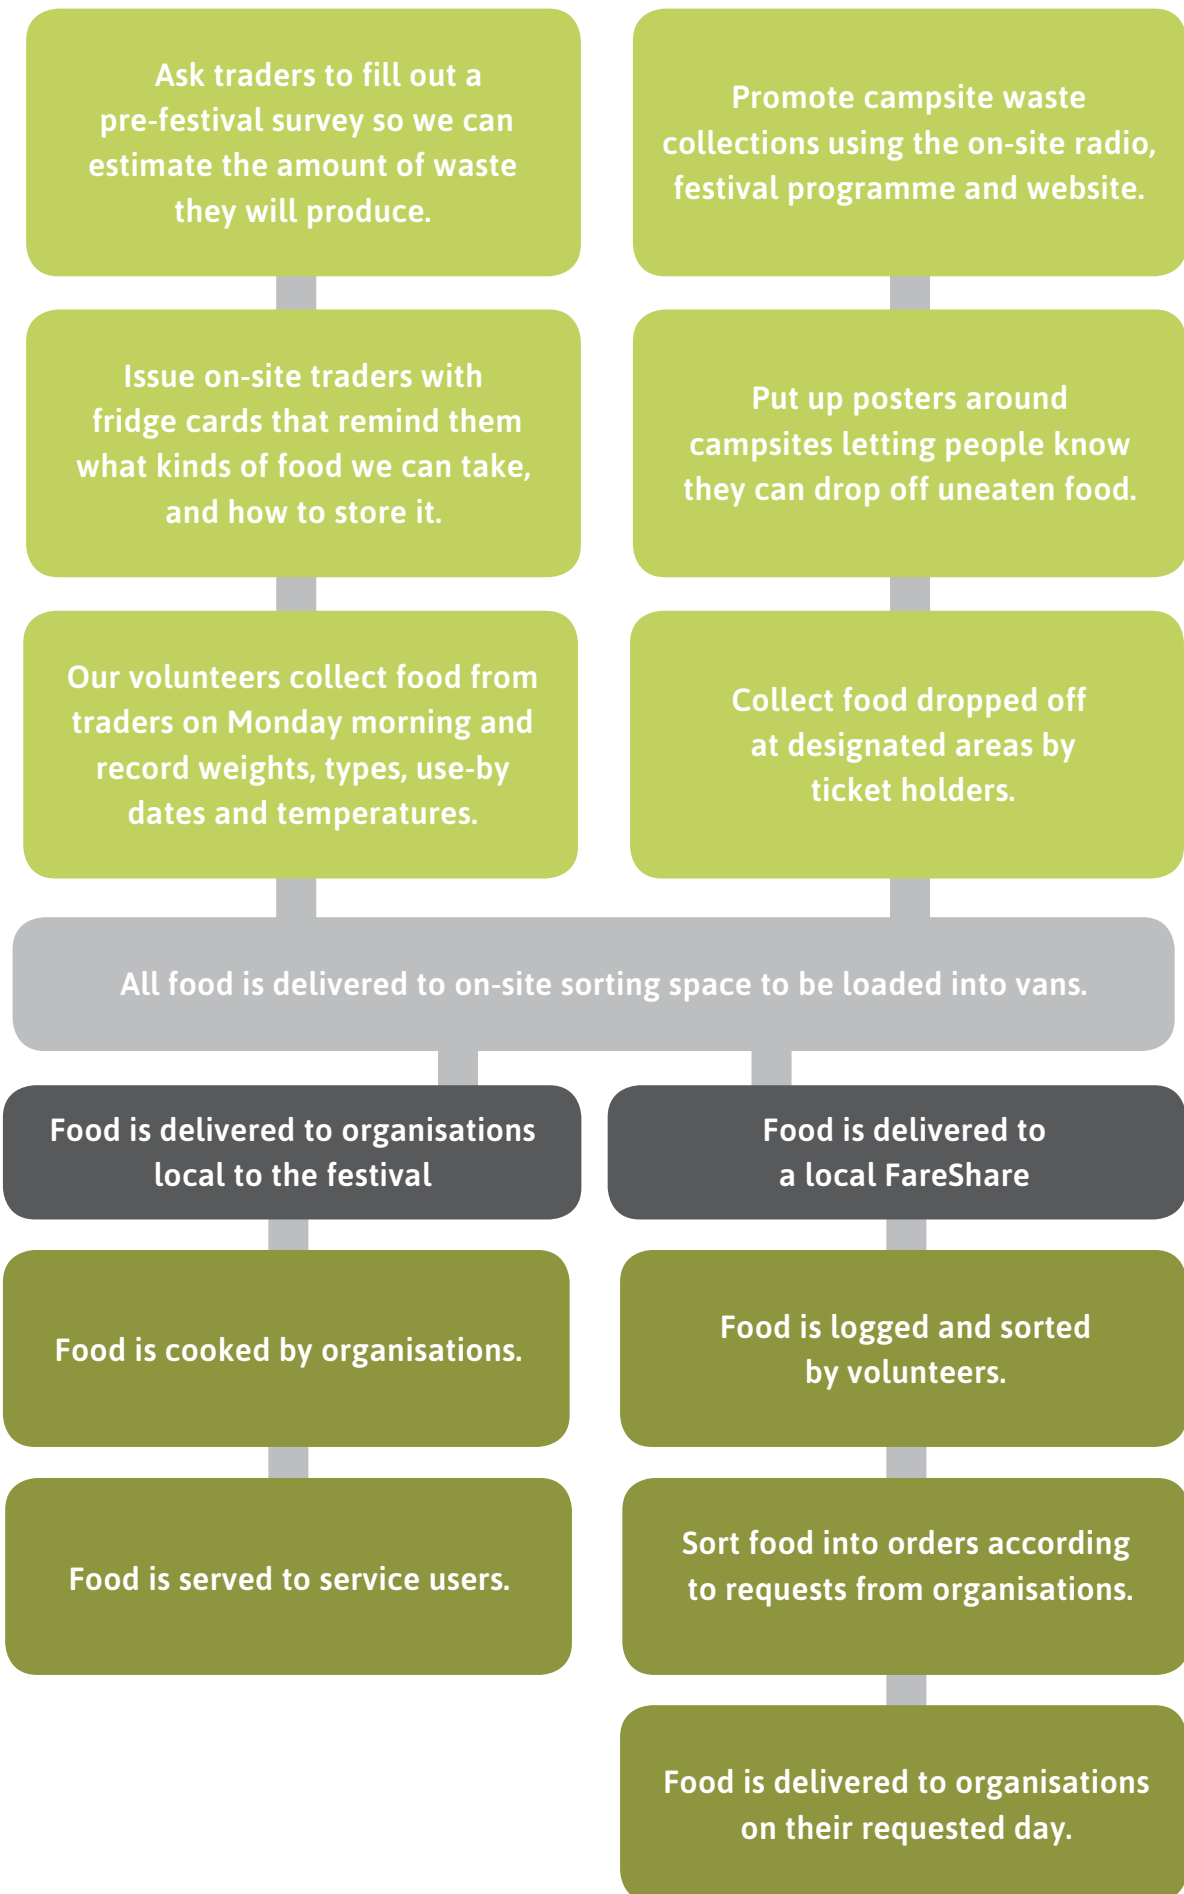 Ask traders to fill out a
pre-festival survey so we can
estimate the amount of waste
they will produce.
Promote campsite waste
collections using the on-site radio,
festival programme and website.
Issue on-site traders with
fridge cards that remind them
what kinds of food we can take,
and how to store it.
Put up posters around
campsites letting people know
they can drop off uneaten food.
Our volunteers collect food from
traders on Monday morning and
record weights, types, use-by
dates and temperatures.
Collect food dropped off
at designated areas by
ticket holders.
All food is delivered to on-site sorting space to be loaded into vans.
Food is delivered to organisations
local to the festival
Food is delivered to
a local FareShare
Food is cooked by organisations.
Food is logged and sorted
by volunteers.
Food is served to service users.
Sort food into orders according
to requests from organisations.
Food is delivered to organisations
on their requested day.